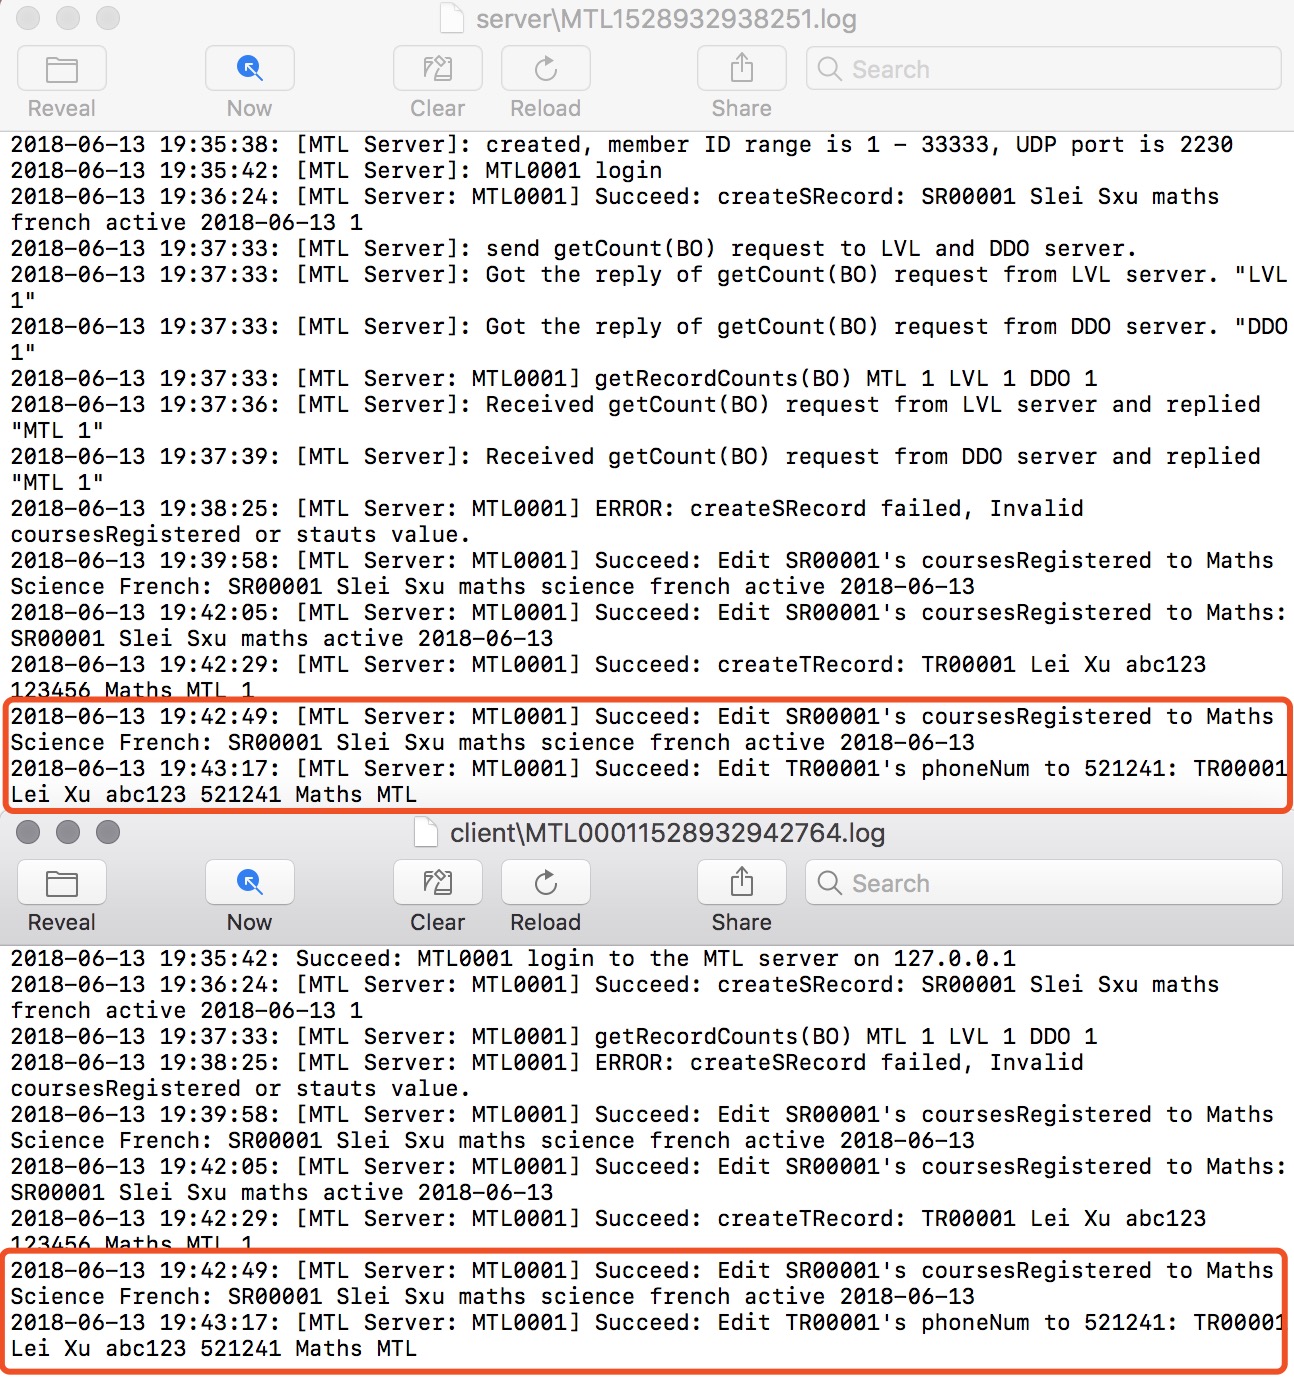 server\MTL1528932938251.log
Reveal Now Clear Reload Share Search
2018-06-13 19:35:38: [MTL Server]: created, member ID range is 1 - 33333, UDP port is 2230
2018-06-13 19:35:42: [MTL Server]: MTL0001 login
2018-06-13 19:36:24: [MTL Server: MTL0001] Succeed: createSRecord: SR00001 Slei Sxu maths
french active 2018-06-13 1
2018-06-13 19:37:33: [MTL Server]: send getCount(BO) request to LVL and DDO server.
2018-06-13 19:37:33: [MTL Server]: Got the reply of getCount(BO) request from LVL server. "LVL
1"
2018-06-13 19:37:33: [MTL Server]: Got the reply of getCount(BO) request from DDO server. "DDO
1"
2018-06-13 19:37:33: [MTL Server: MTL0001] getRecordCounts(BO) MTL 1 LVL 1 DDO 1
2018-06-13 19:37:36: [MTL Server]: Received getCount(BO) request from LVL server and replied
"MTL 1"
2018-06-13 19:37:39: [MTL Server]: Received getCount(BO) request from DDO server and replied
"MTL 1"
2018-06-13 19:38:25: [MTL Server: MTL0001] ERROR: createSRecord failed, Invalid
coursesRegistered or stauts value.
2018-06-13 19:39:58: [MTL Server: MTL0001] Succeed: Edit SR00001's coursesRegistered to Maths
Science French: SR00001 Slei Sxu maths science french active 2018-06-13
2018-06-13 19:42:05: [MTL Server: MTL0001] Succeed: Edit SR00001's coursesRegistered to Maths:
SR00001 Slei Sxu maths active 2018-06-13
2018-06-13 19:42:29: [MTL Server: MTL0001] Succeed: createTRecord: TR00001 Lei Xu abc123
123456 Maths MTL 1
2018-06-13 19:42:49: [MTL Server: MTL0001] Succeed: Edit SR00001's coursesRegistered to Maths
Science French: SR00001 Slei Sxu maths science french active 2018-06-13
2018-06-13 19:43:17: [MTL Server: MTL0001] Succeed: Edit TR00001's phoneNum to 521241: TR00001
Lei Xu abc123 521241 Maths MTL
client\MTL00011528932942764.log
Reveal Now Clear Reload Share Search
2018-06-13 19:35:42: Succeed: MTL0001 login to the MTL server on 127.0.0.1
2018-06-13 19:36:24: [MTL Server: MTL0001] Succeed: createSRecord: SR00001 Slei Sxu maths
french active 2018-06-13 1
2018-06-13 19:37:33: [MTL Server: MTL0001] getRecordCounts(BO) MTL 1 LVL 1 DDO 1
2018-06-13 19:38:25: [MTL Server: MTL0001] ERROR: createSRecord failed, Invalid
coursesRegistered or stauts value.
2018-06-13 19:39:58: [MTL Server: MTL0001] Succeed: Edit SR00001's coursesRegistered to Maths
Science French: SR00001 Slei Sxu maths science french active 2018-06-13
2018-06-13 19:42:05: [MTL Server: MTL0001] Succeed: Edit SR00001's coursesRegistered to Maths:
SR00001 Slei Sxu maths active 2018-06-13
2018-06-13 19:42:29: [MTL Server: MTL0001] Succeed: createTRecord: TR00001 Lei Xu abc123
123456 Maths MTL 1
2018-06-13 19:42:49: [MTL Server: MTL0001] Succeed: Edit SR00001's coursesRegistered to Maths
Science French: SR00001 Slei Sxu maths science french active 2018-06-13
2018-06-13 19:43:17: [MTL Server: MTL0001] Succeed: Edit TR00001's phoneNum to 521241: TR00001
Lei Xu abc123 521241 Maths MTL